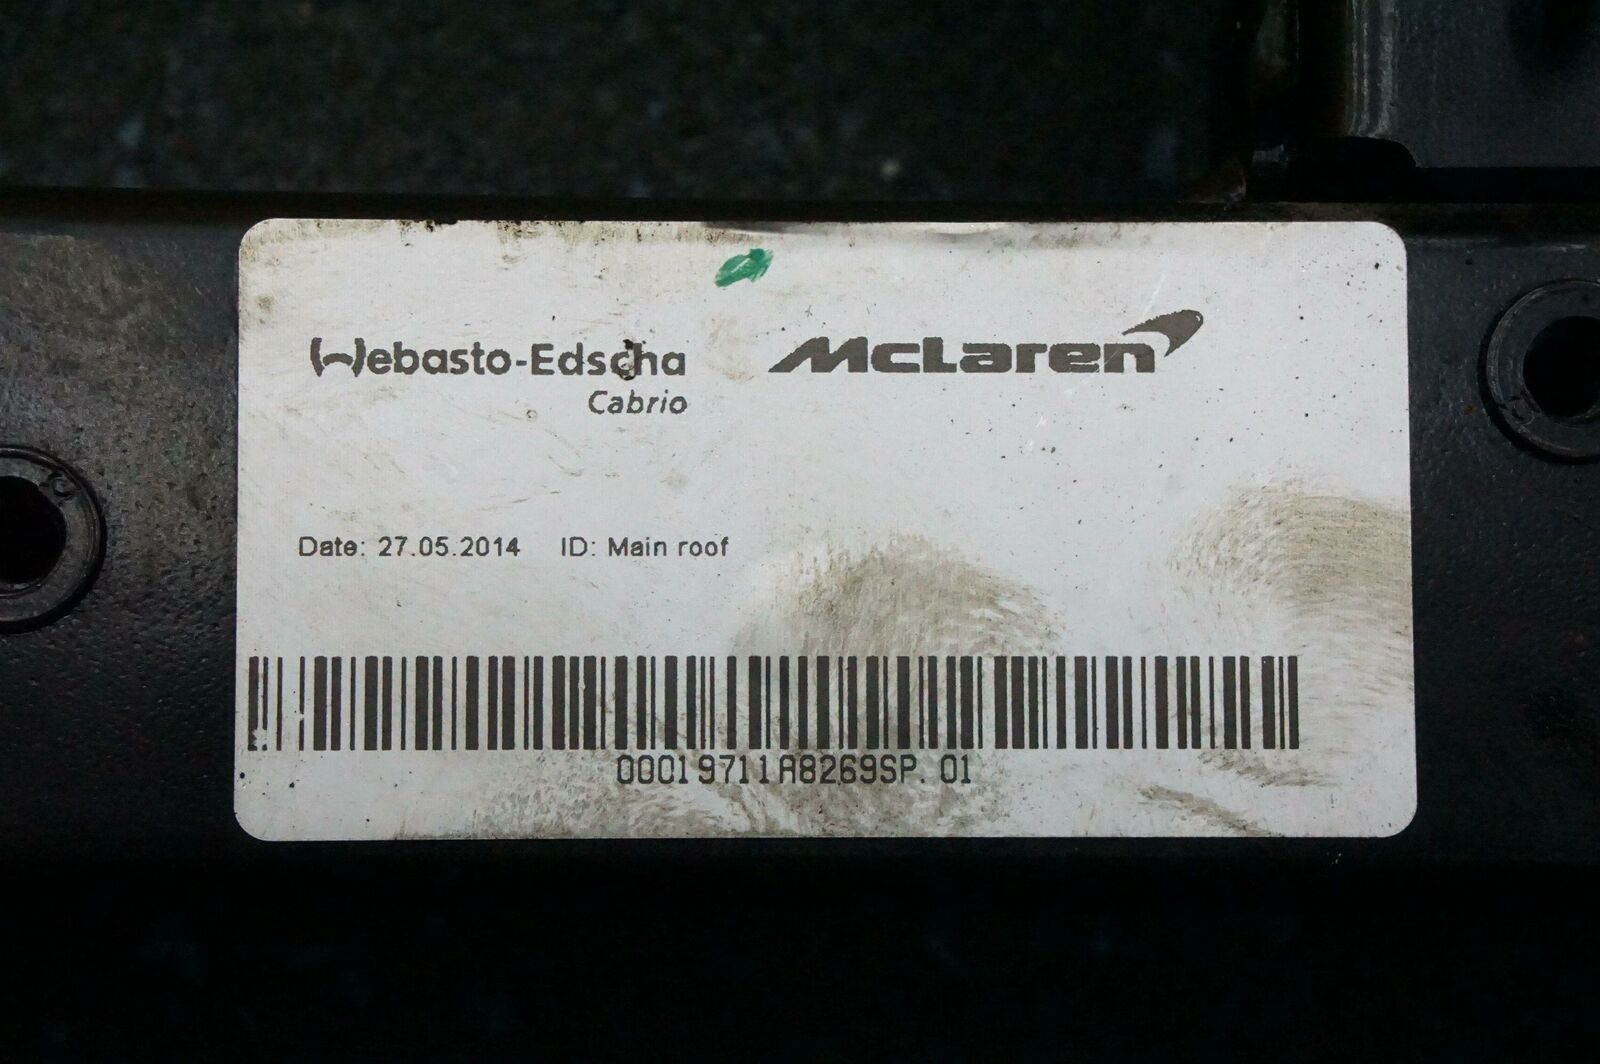 Webasto-Edscha
Cabrio
McLaren
Date: 27.05.2014 ID: Main roof
00019711A8269SP.01